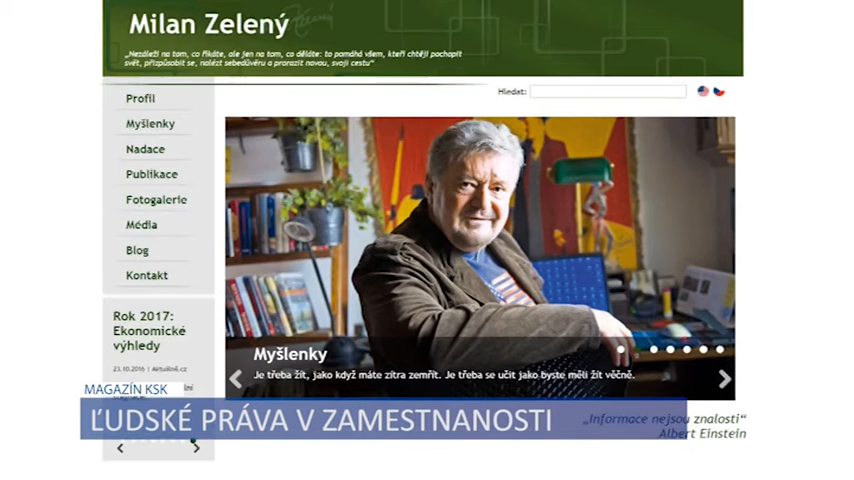 Milan Zelený
„Nezáleží na tom, co říkáte, ale jen na tom, co děláte: to pomáhá všem, kteří chtějí pochopit
svět, přizpůsobit se, nalézt sebedůvěru a prorazit novou, svoji cestu“
Hledat:
Profil
Myšlenky
Nadace
Publikace
Fotogalerie
Média
Blog
Kontakt
Rok 2017:
Ekonomické
výhledy
23.10.2016 | Aktuálně.cz
Myšlenky
Je třeba žít, jako když máte zítra zemřít. Je třeba se učit jako byste měli žít věčně.
MAGAZÍN KSK
ĽUDSKÉ PRÁVA V ZAMESTNANOSTI
„Informace nejsou znalosti“
Albert Einstein